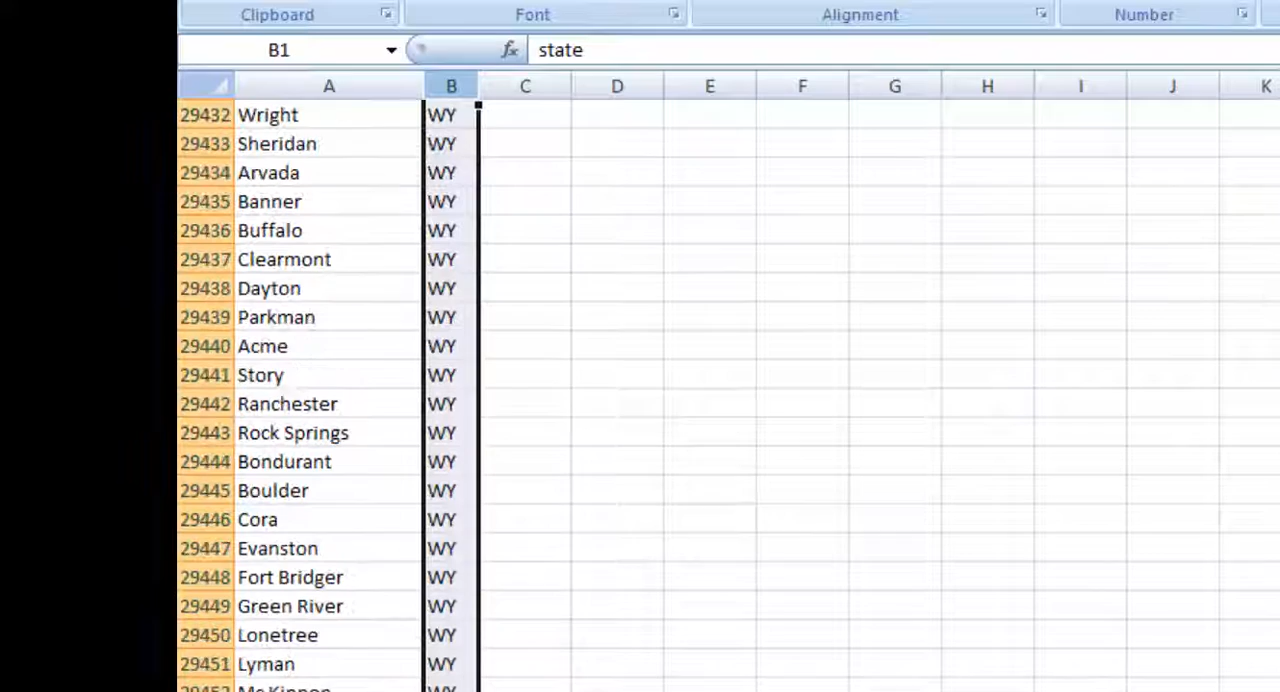 Clipboard Font Alignment Number
B1 fx state
A B C D E F G H I J K
29432 Wright WY
29433 Sheridan WY
29434 Arvada WY
29435 Banner WY
29436 Buffalo WY
29437 Clearmont WY
29438 Dayton WY
29439 Parkman WY
29440 Acme WY
29441 Story WY
29442 Ranchester WY
29443 Rock Springs WY
29444 Bondurant WY
29445 Boulder WY
29446 Cora WY
29447 Evanston WY
29448 Fort Bridger WY
29449 Green River WY
29450 Lonetree WY
29451 Lyman WY